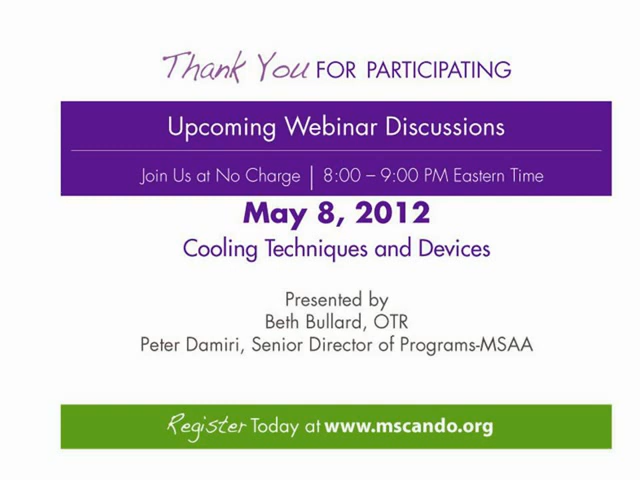 Thank You FOR PARTICIPATING
Upcoming Webinar Discussions
Join Us at No Charge | 8:00 – 9:00 PM Eastern Time
May 8, 2012
Cooling Techniques and Devices
Presented by
Beth Bullard, OTR
Peter Damiri, Senior Director of Programs-MSAA
Register Today at www.mscando.org